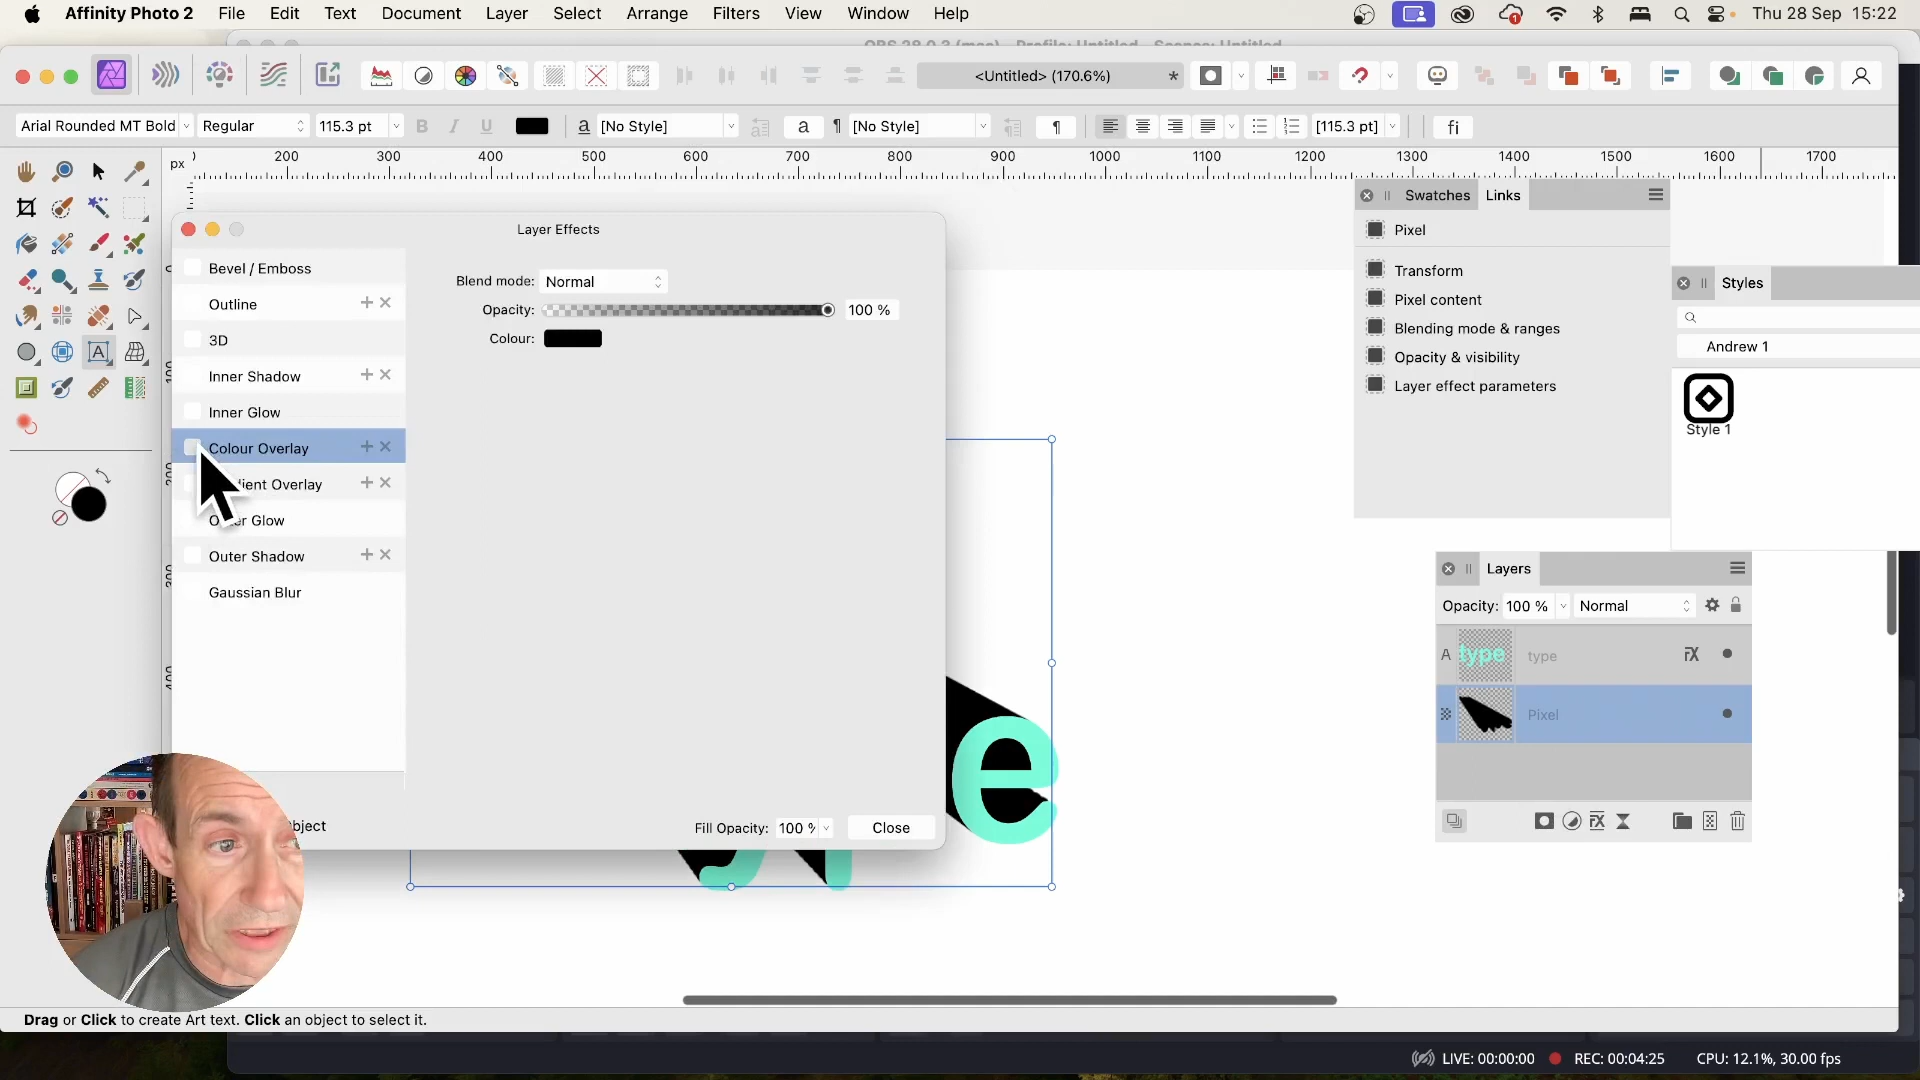 Affinity Photo 2 File Edit Text Document Layer Select Arrange Filters View Window Help Thu 28 Sep 15:22
<Untitled> (170.6%) *
Arial Rounded MT Bold Regular 115.3 pt B I U a [No Style] a ¶ [No Style] ¶ [115.3 pt] fi
px 200 300 400 500 600 700 800 900 1000 1100 1200 1300 1400 1500 1600 1700
Swatches Links
Pixel
Transform
Pixel content
Blending mode & ranges
Opacity & visibility
Layer effect parameters
Styles
Andrew 1
Style 1
Layer Effects
Bevel / Emboss
Outline
3D
Inner Shadow
Inner Glow
Colour Overlay
Overlay
Glow
Outer Shadow
Gaussian Blur
Blend mode: Normal
Opacity: 100 %
Colour:
Fill Opacity: 100 % Close
Layers
Opacity: 100 % Normal
A type type
Pixel
e
Drag or Click to create Art text. Click an object to select it.
LIVE: 00:00:00 REC: 00:04:25 CPU: 12.1%, 30.00 fps